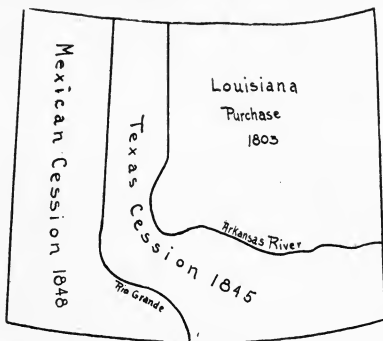 Mexican Cession 1848
Texas Cession 1845
Louisiana
Purchase
1803
Arkansas River
Rio Grande